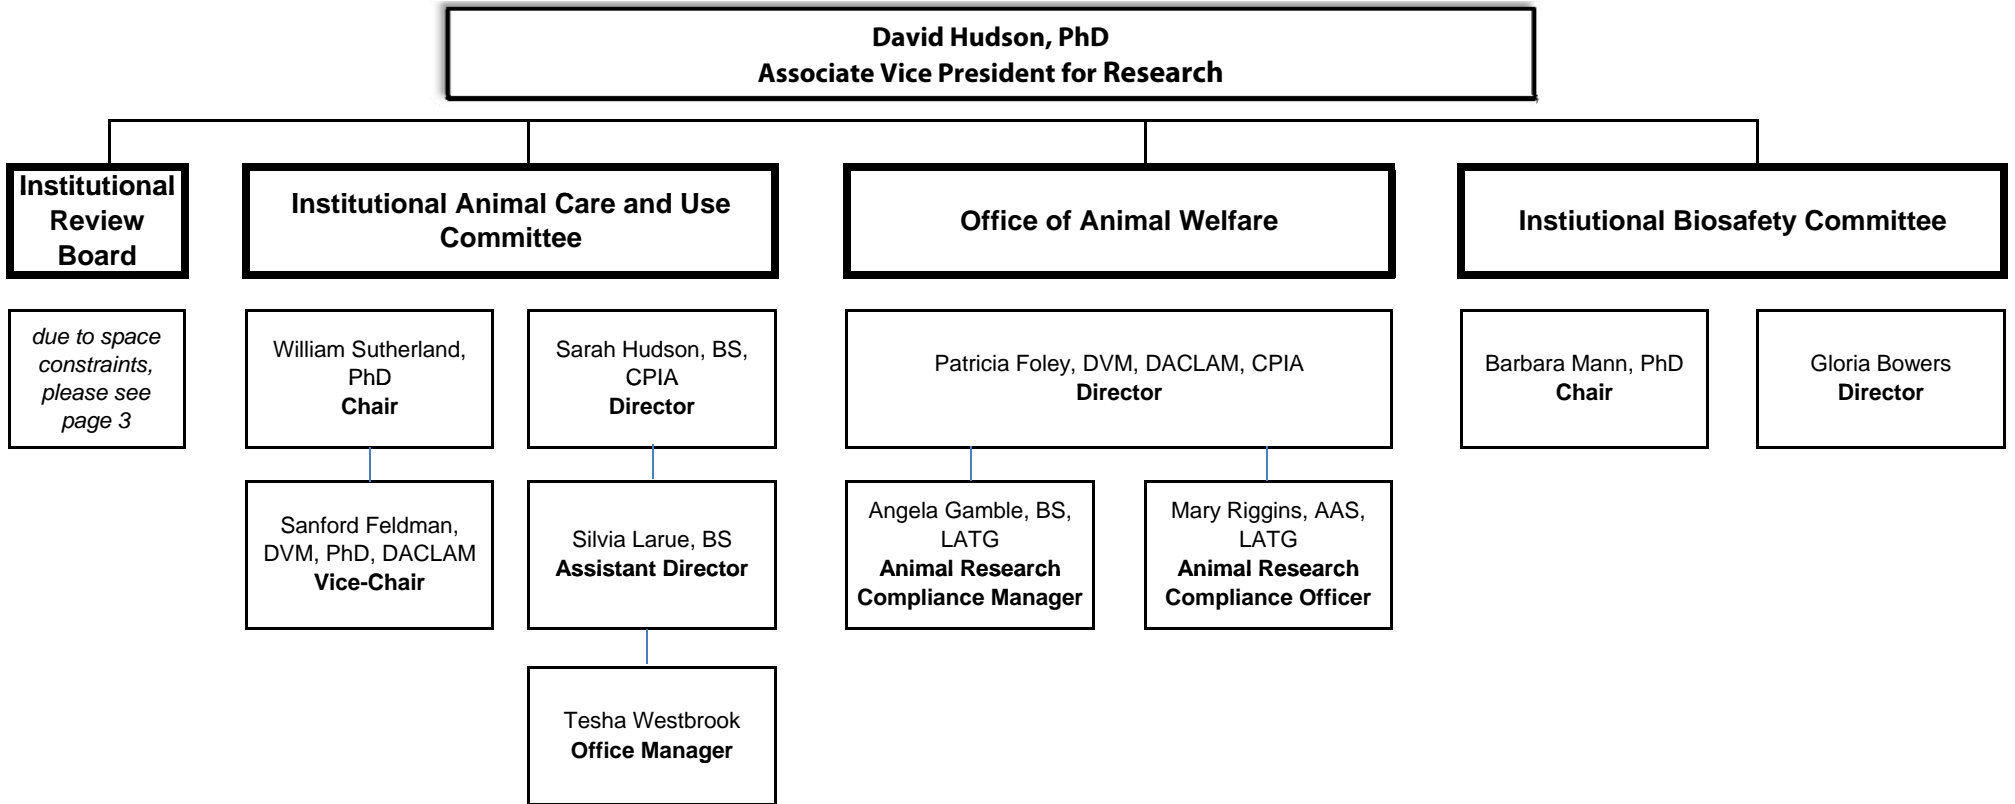 David Hudson, PhD
Associate Vice President for Research
Institutional
Review
Board
Institutional Animal Care and Use
Committee
Office of Animal Welfare
Instiutional Biosafety Committee
due to space
constraints,
please see
page 3
William Sutherland,
PhD
Chair
Sarah Hudson, BS,
CPIA
Director
Patricia Foley, DVM, DACLAM, CPIA
Director
Barbara Mann, PhD
Chair
Gloria Bowers
Director
Sanford Feldman,
DVM, PhD, DACLAM
Vice-Chair
Silvia Larue, BS
Assistant Director
Angela Gamble, BS,
LATG
Animal Research
Compliance Manager
Mary Riggins, AAS,
LATG
Animal Research
Compliance Officer
Tesha Westbrook
Office Manager